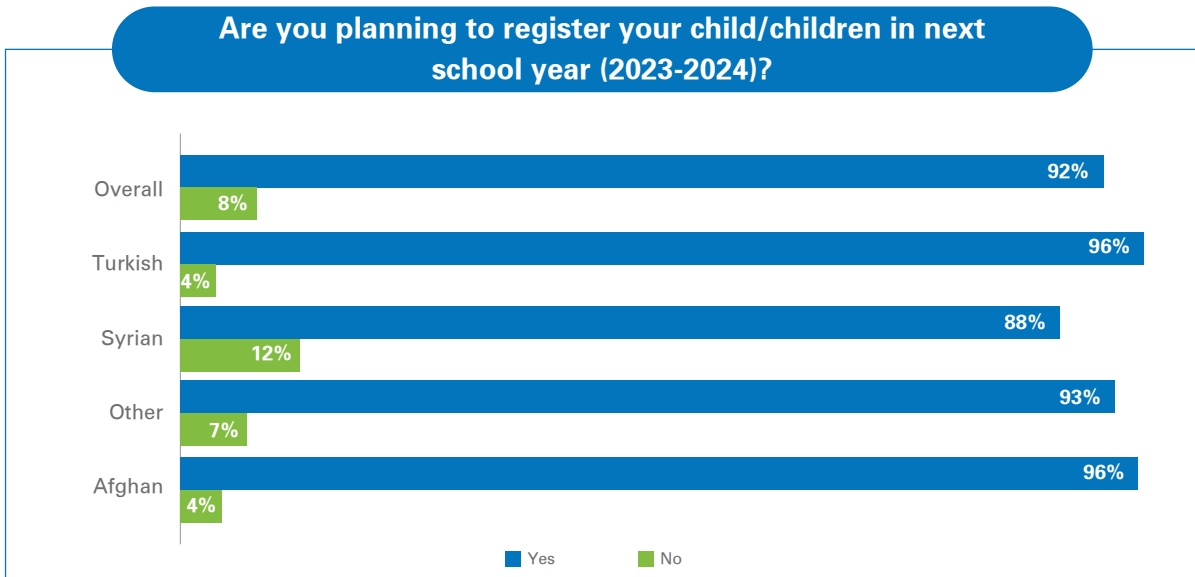 Are you planning to register your child/children in next
school year (2023-2024)?
Overall
92%
8%
Turkish
96%
4%
Syrian
88%
12%
Other
93%
7%
Afghan
96%
4%
Yes
No